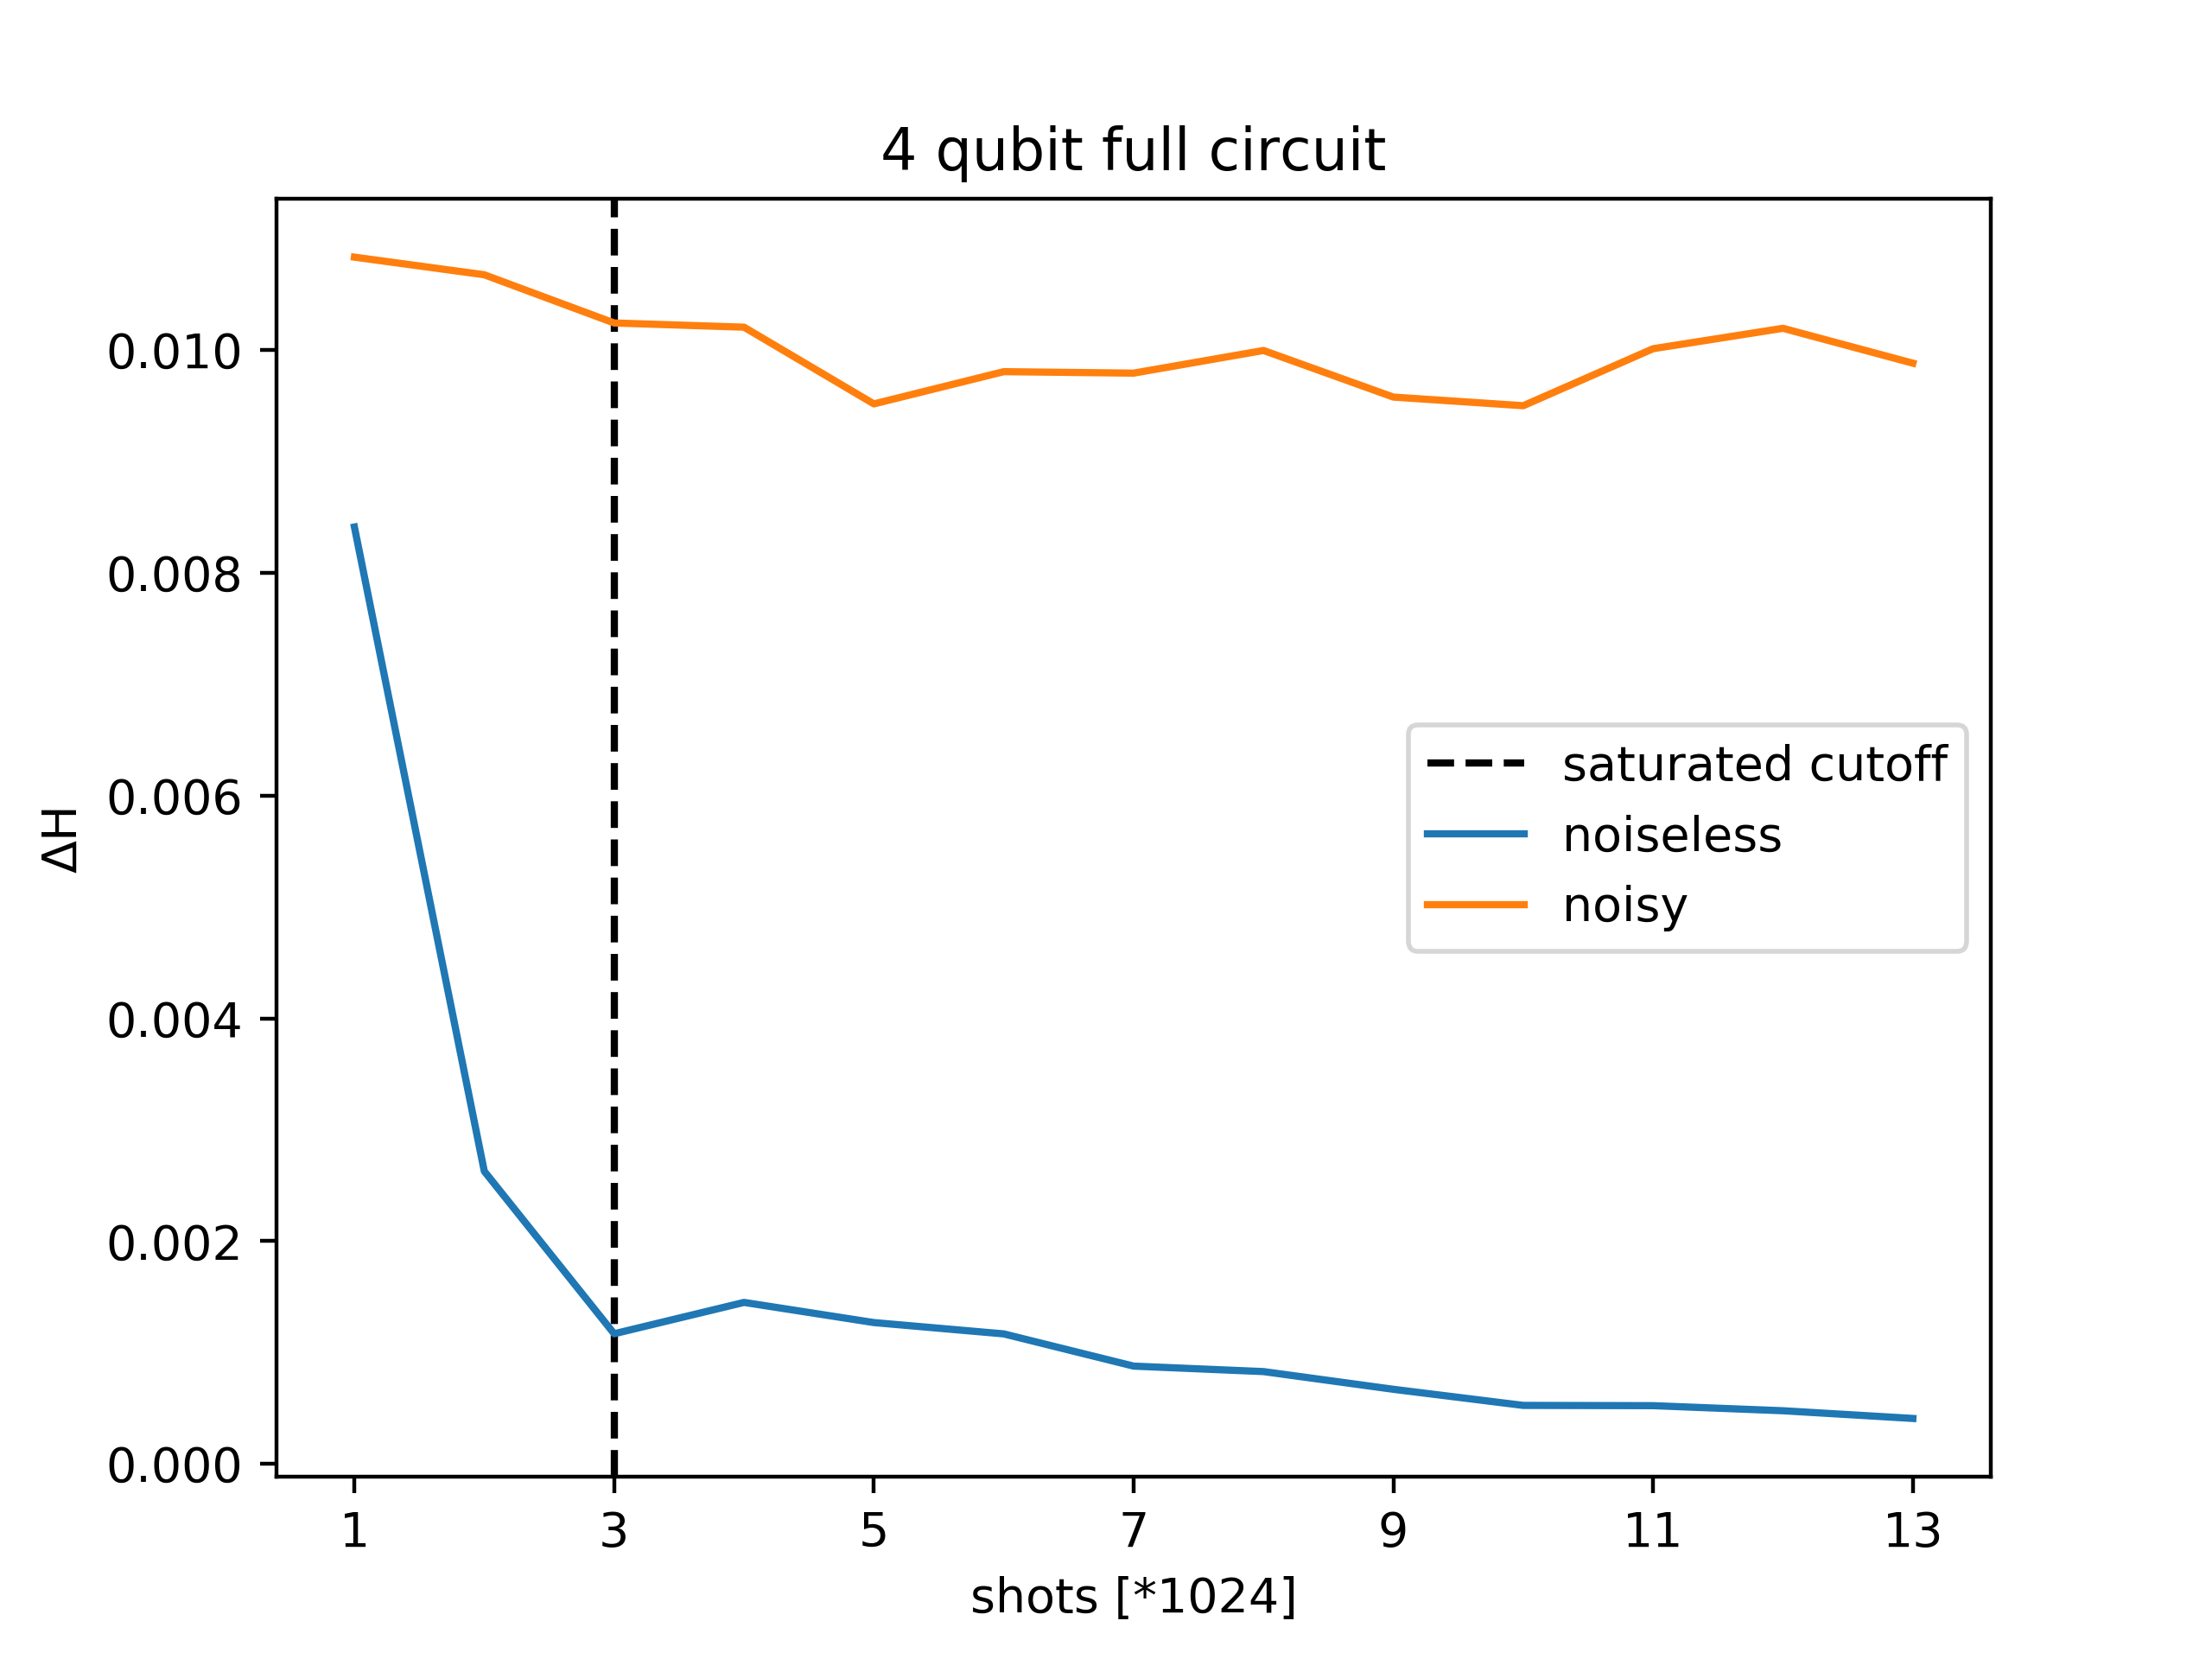 4 qubit full circuit
0.010
0.008
0.006
0.004
0.002
0.000
ΔH
saturated cutoff
noiseless
noisy
1 3 5 7 9 11 13
shots [*1024]